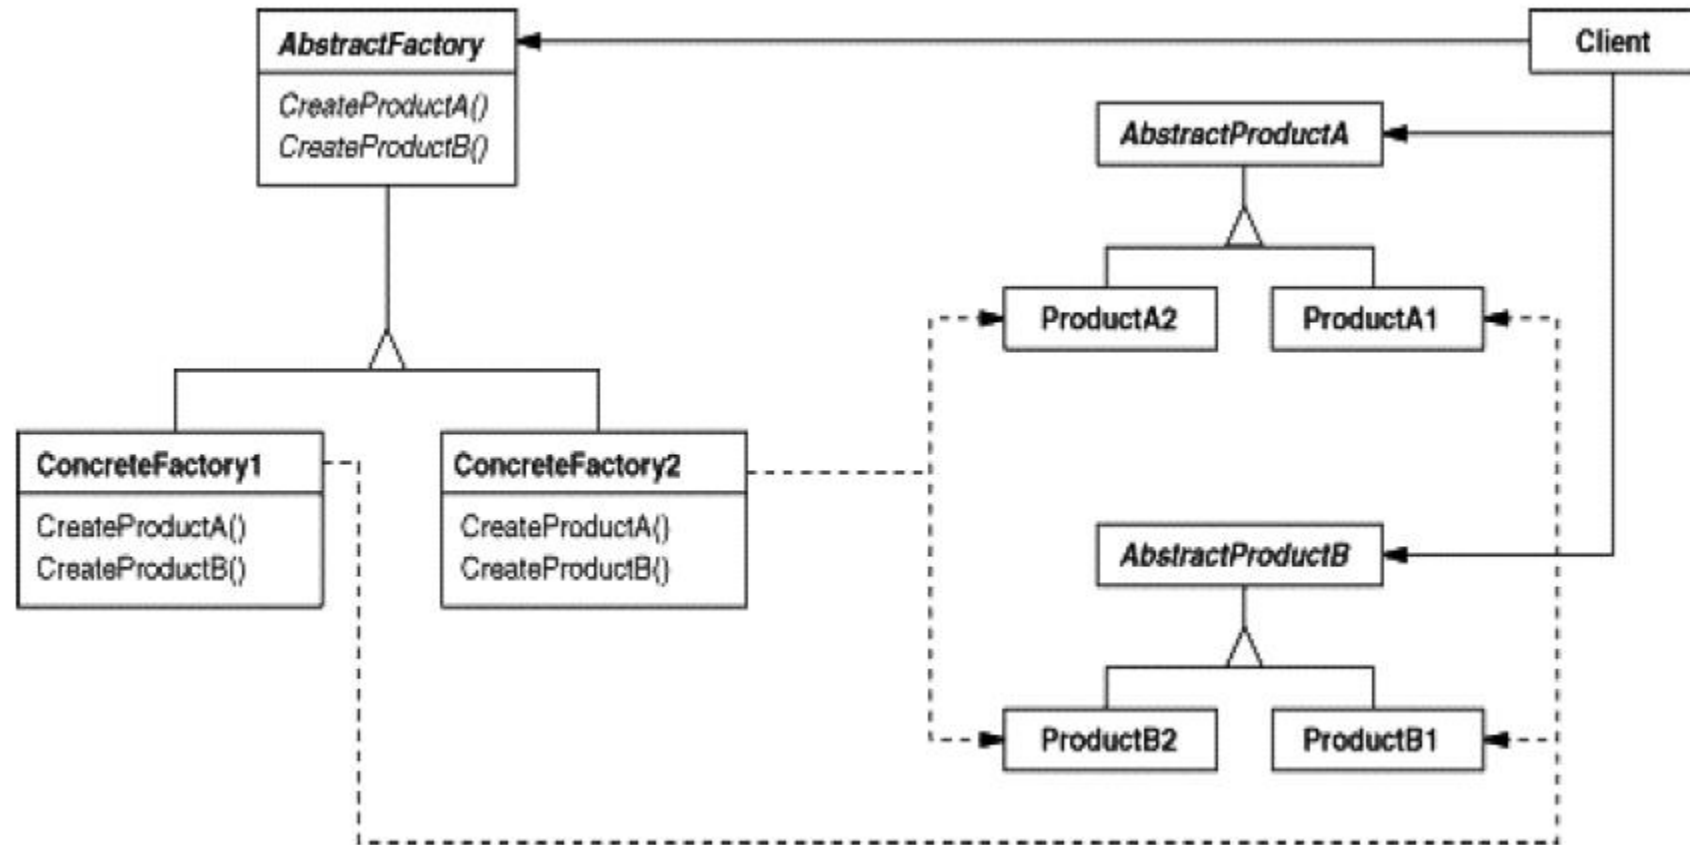 AbstractFactory
CreateProductA()
CreateProductB()
Client
AbstractProductA
ProductA2
ProductA1
ConcreteFactory1
CreateProductA()
CreateProductB()
ConcreteFactory2
CreateProductA()
CreateProductB()
AbstractProductB
ProductB2
ProductB1